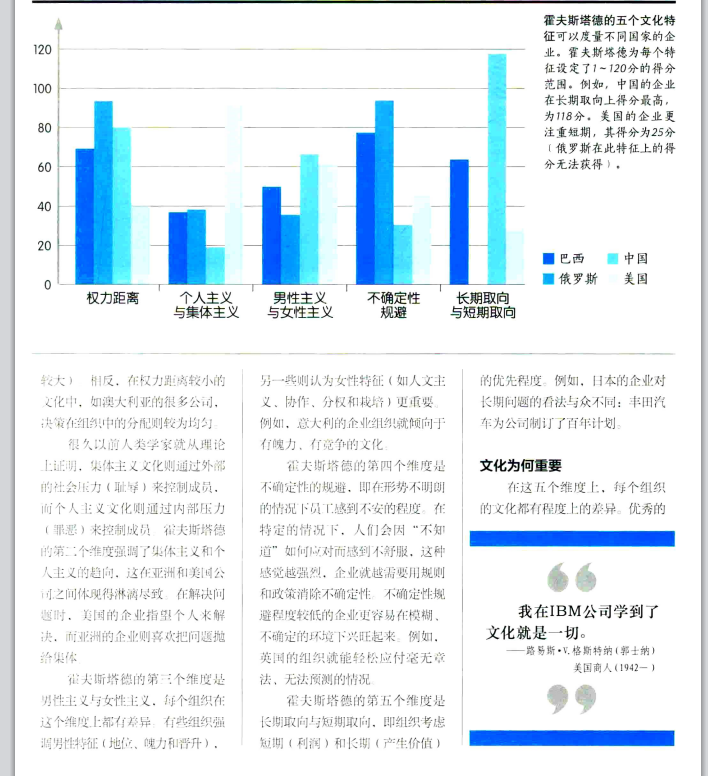 霍夫斯塔德的五个文化特
征可以度量不同国家的企
业。霍夫斯塔德为每个特
征设定了1～120分的得分
范围。例如，中国的企业
在长期取向上得分最高，
为118分。美国的企业更
注重短期，其得分为25分
（俄罗斯在此特征上的得
分无法获得）。
120
100
80
60
40
20
0
权力距离
个人主义
与集体主义
男性主义
与女性主义
不确定性
规避
长期取向
与短期取向
巴西
中国
俄罗斯
美国
较大） 相反，在权力距离较小的
文化中，如澳大利亚的很多公司，
决策在组织中的分配则较为均匀。
很久以前人类学家就从理论
上证明，集体主义文化则通过外部
的社会压力（耻辱）来控制成员，
而个人主义文化则通过内部压力
（罪恶）来控制成员 霍夫斯塔德
的第二个维度强调了集体主义和个
人主义的趋向，这在亚洲和美国公
司之间体现得淋漓尽致 在解决问
题时，美国的企业指望个人来解
决，而亚洲的企业则喜欢把问题抛
给集体
霍夫斯塔德的第三个维度是
男性主义与女性主义，每个组织在
这个维度上都有差异 有些组织强
调男性特征（地位、魄力和晋升），
另一些则认为女性特征（如人文主
义、协作、分权和栽培）更重要。
例如，意大利的企业组织就倾向于
有魄力、有竞争的文化
霍夫斯塔德的第四个维度是
不确定性的规避，即在形势不明朗
的情况下员工感到不安的程度。在
特定的情况下，人们会因“不知
道”如何应对而感到不舒服，这种
感觉越强烈，企业就越需要用规则
和政策消除不确定性 不确定性规
避程度较低的企业更容易在模糊、
不确定的环境下兴旺起来。例如，
英国的组织就能轻松应付毫无章
法、无法预测的情况
霍夫斯塔德的第五个维度是
长期取向与短期取向，即组织考虑
短期（利润）和长期（产生价值）
的优先程度。例如，日本的企业对
长期问题的看法与众不同：丰田汽
车为公司制订了百年计划。
文化为何重要
在这五个维度上，每个组织
的文化都有程度上的差异。优秀的
“
我在IBM公司学到了
文化就是一切。
——路易斯·V.格斯特纳(郭士纳)
美国商人(1942— )
”